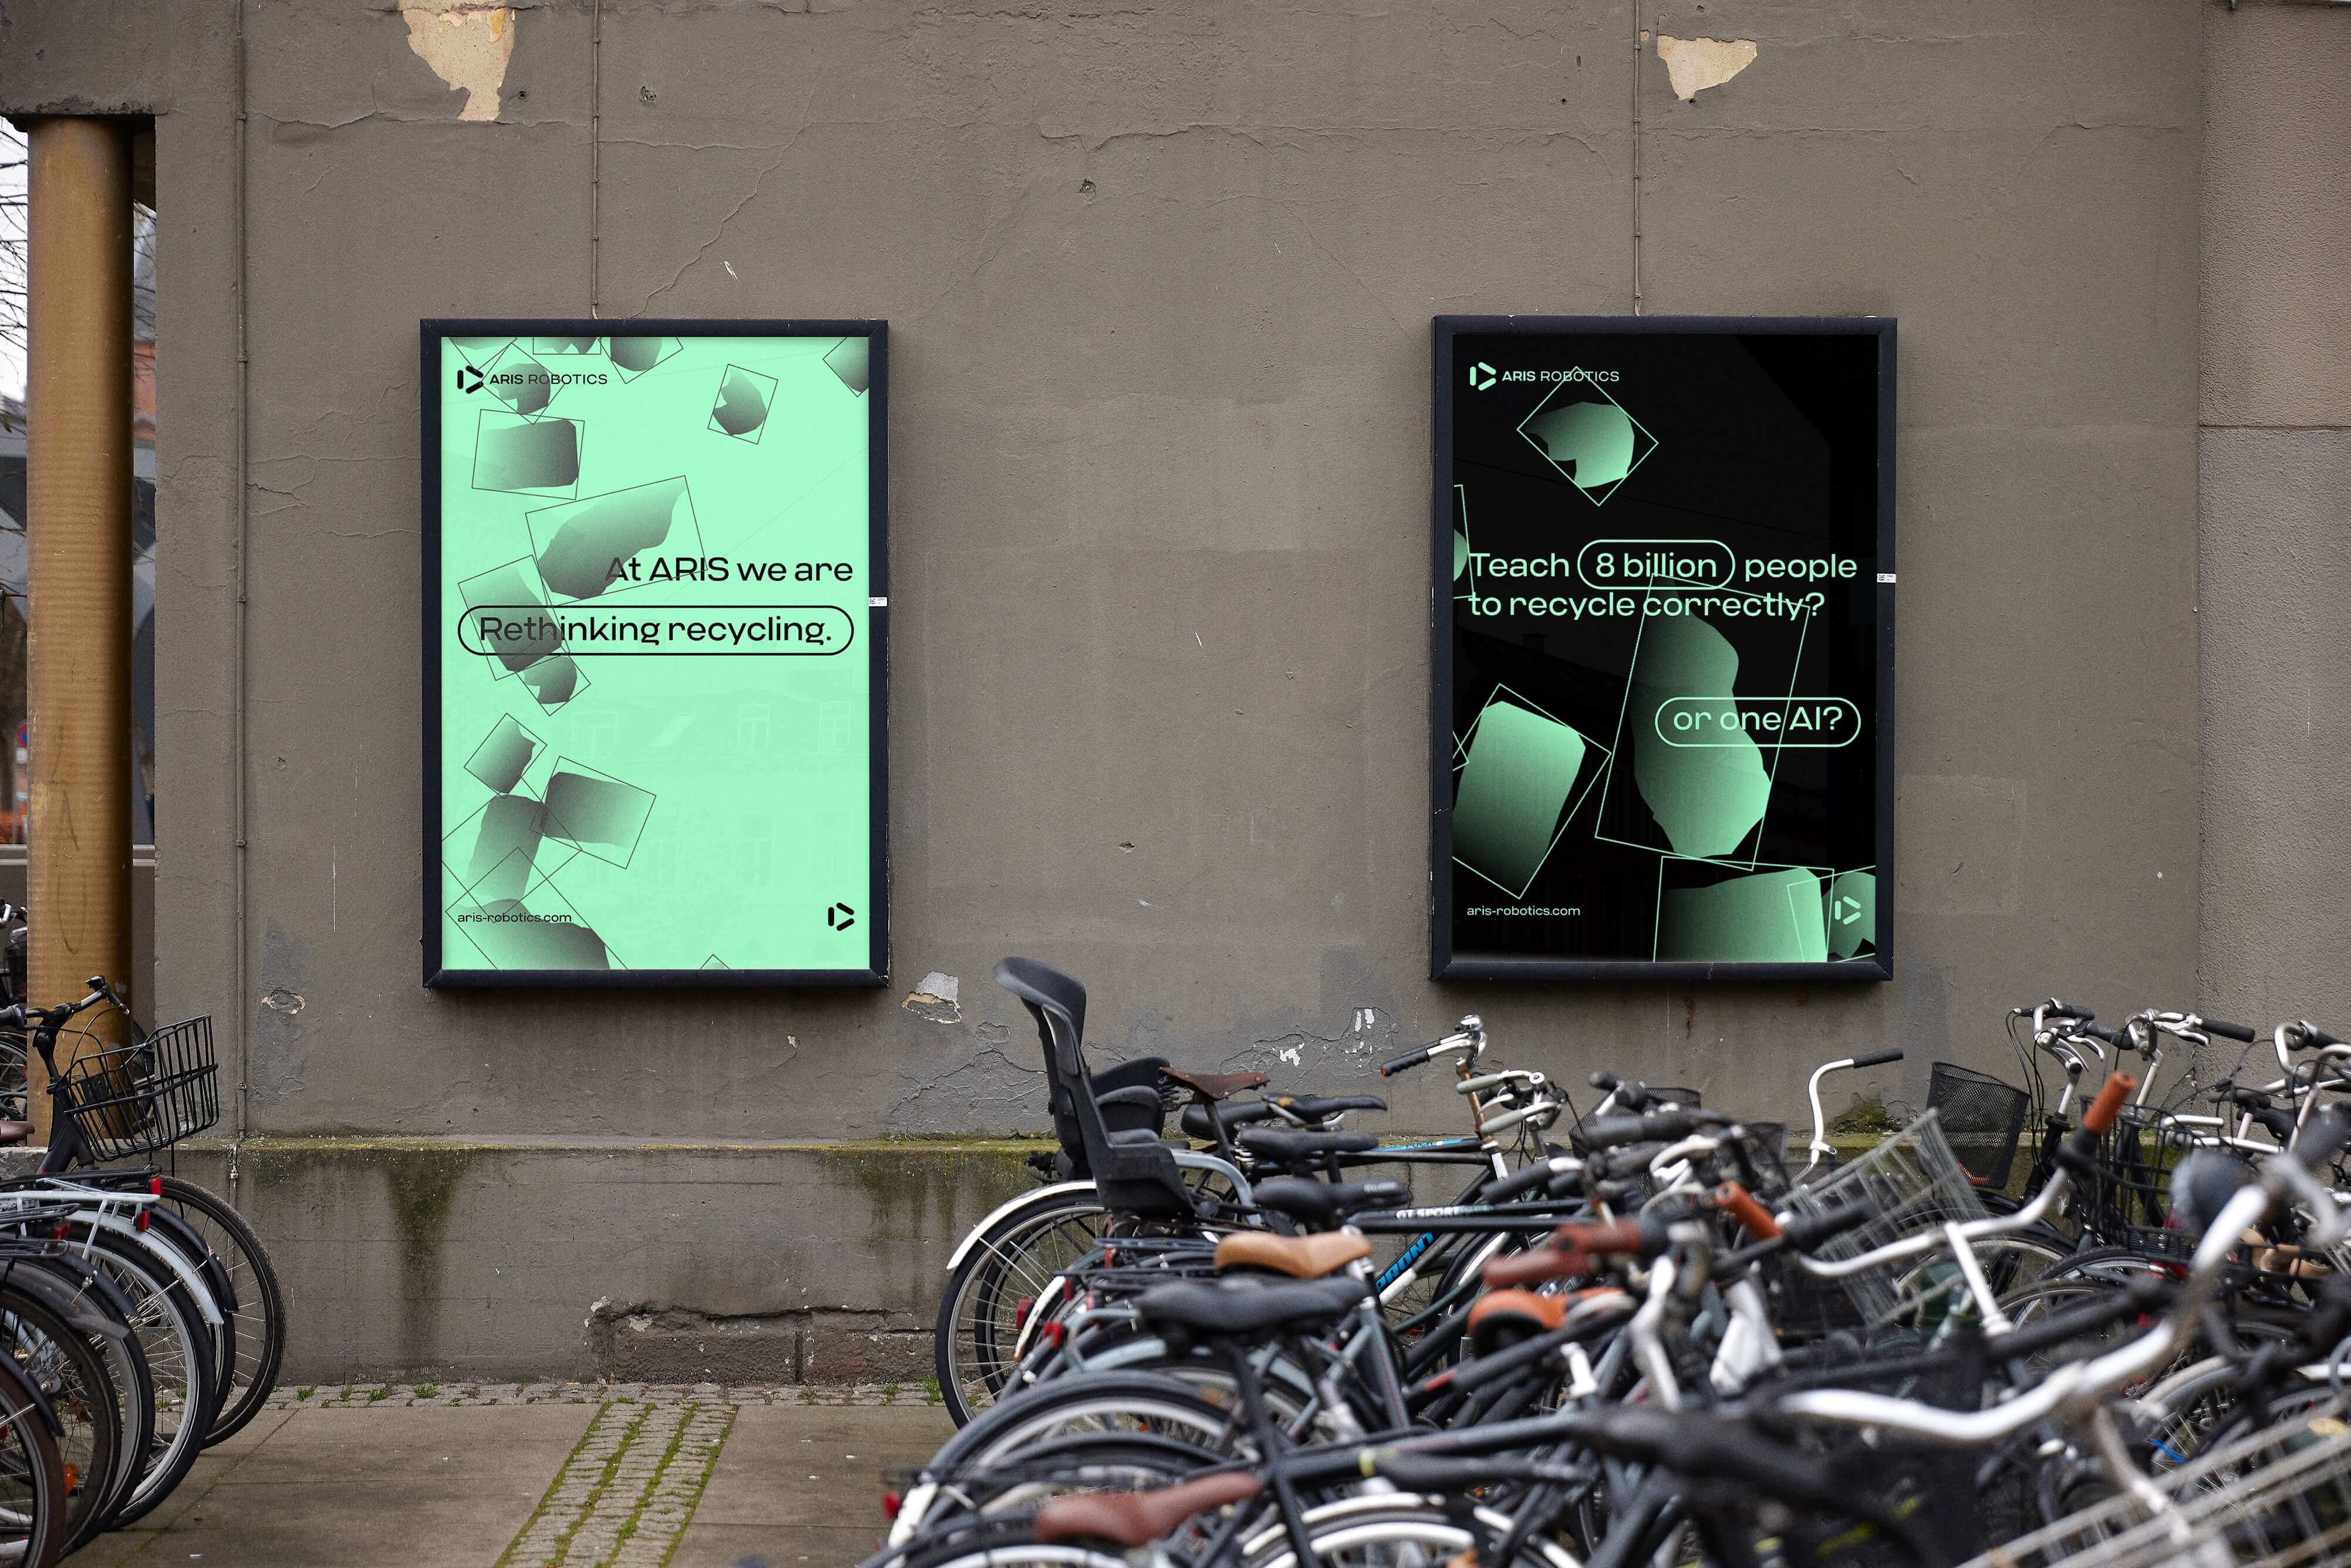 ARIS ROBOTICS
At ARIS we are
Rethinking recycling.
aris-robotics.com
ARIS ROBOTICS
Teach 8 billion people
to recycle correctly?
or one AI?
aris-robotics.com
GT SPORT